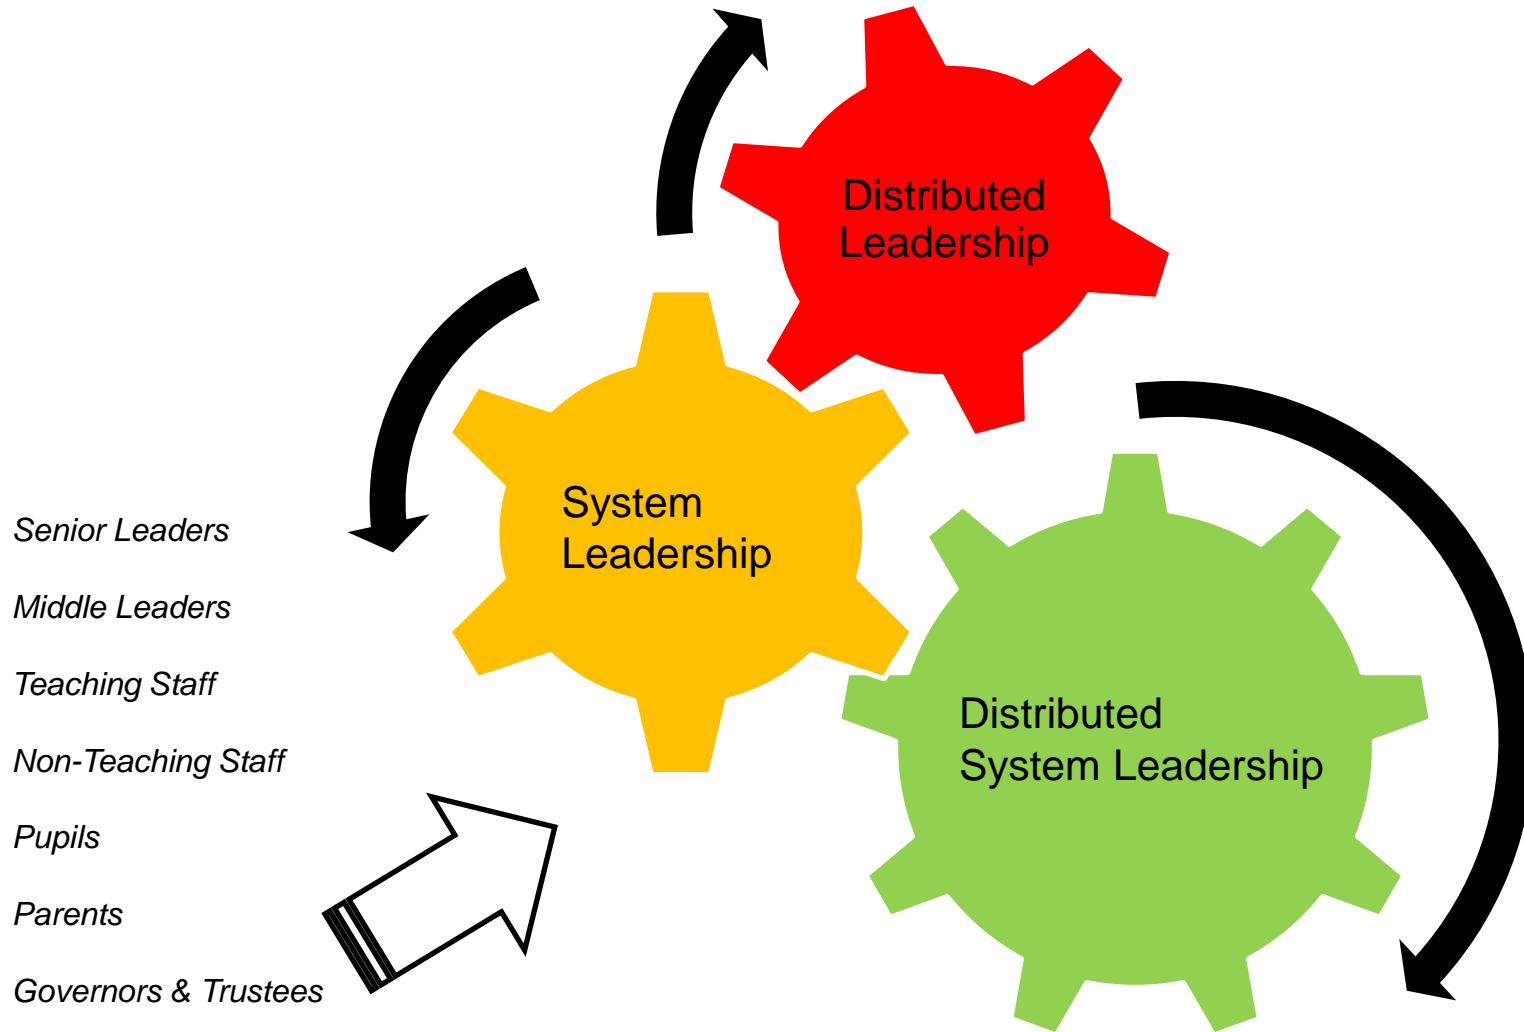 Distributed
Leadership
System
Leadership
Distributed
System Leadership
Senior Leaders
Middle Leaders
Teaching Staff
Non-Teaching Staff
Pupils
Parents
Governors & Trustees